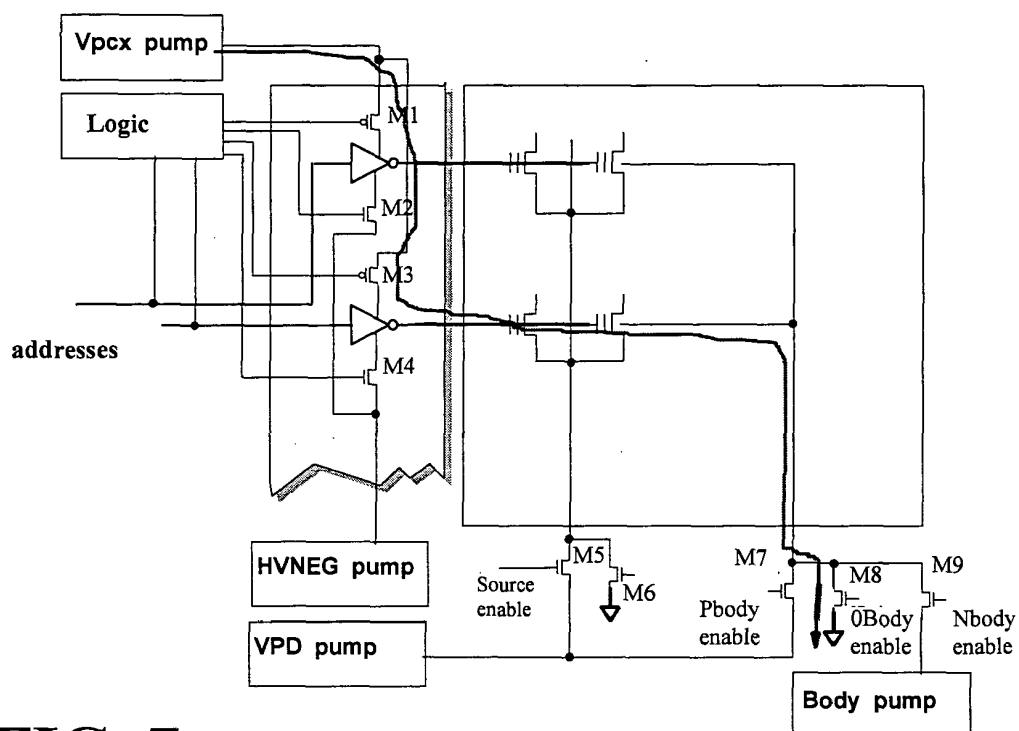 Vpcx pump
Logic
M1
M2
M3
addresses
M4
HVNEG pump
M5
M7
M9
Source
enable
M6
M8
Pbody
enable
0Body
enable
Nbody
enable
VPD pump
Body pump